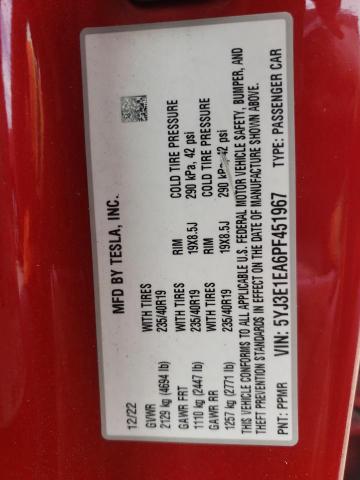 MFD BY TESLA, INC.
12/22
GVWR
2129 kg (4694 lb)
GAWR FRT WITH TIRES RIM COLD TIRE PRESSURE
1110 kg (2447 lb) 235/40R19 19X8.5J 290 kPa, 42 psi
GAWR RR WITH TIRES RIM COLD TIRE PRESSURE
1257 kg (2771 lb) 235/40R19 19X8.5J 290 kPa, 42 psi
THIS VEHICLE CONFORMS TO ALL APPLICABLE U.S. FEDERAL MOTOR VEHICLE SAFETY, BUMPER, AND
THEFT PREVENTION STANDARDS IN EFFECT ON THE DATE OF MANUFACTURE SHOWN ABOVE.
VIN: 5YJ3E1EA6PF451967
PNT: PPMR TYPE: PASSENGER CAR